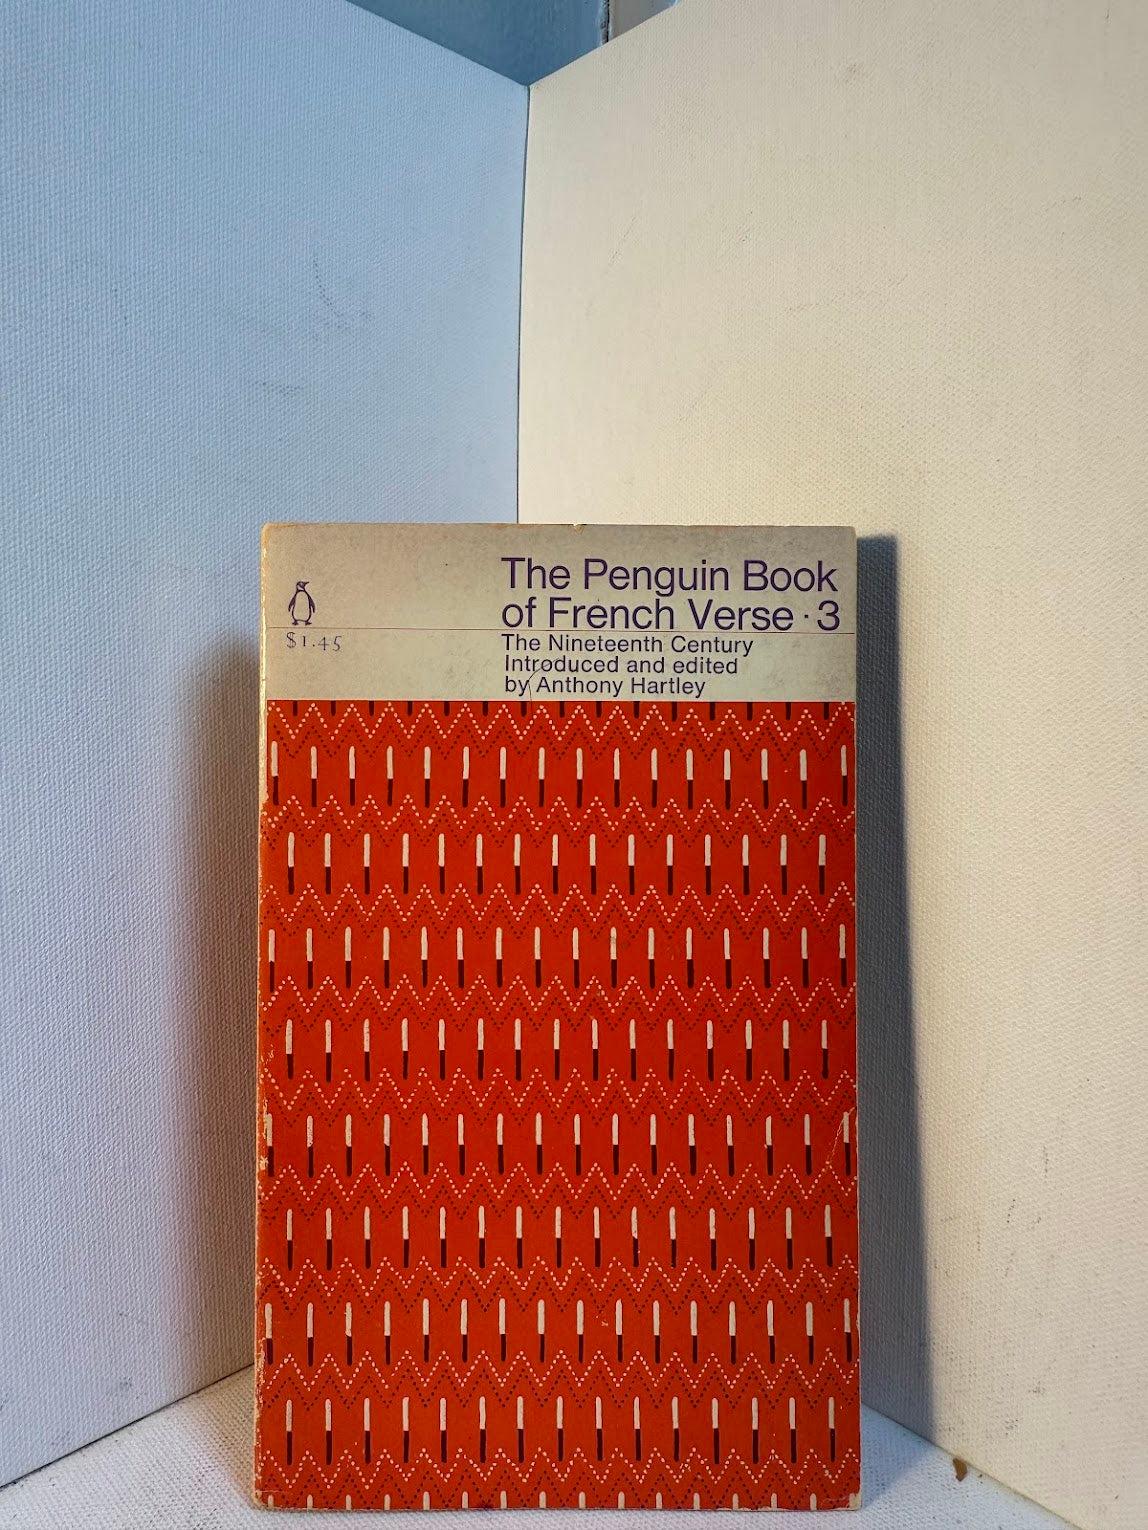 The Penguin Book
of French Verse · 3
$1.45
The Nineteenth Century
Introduced and edited
by Anthony Hartley